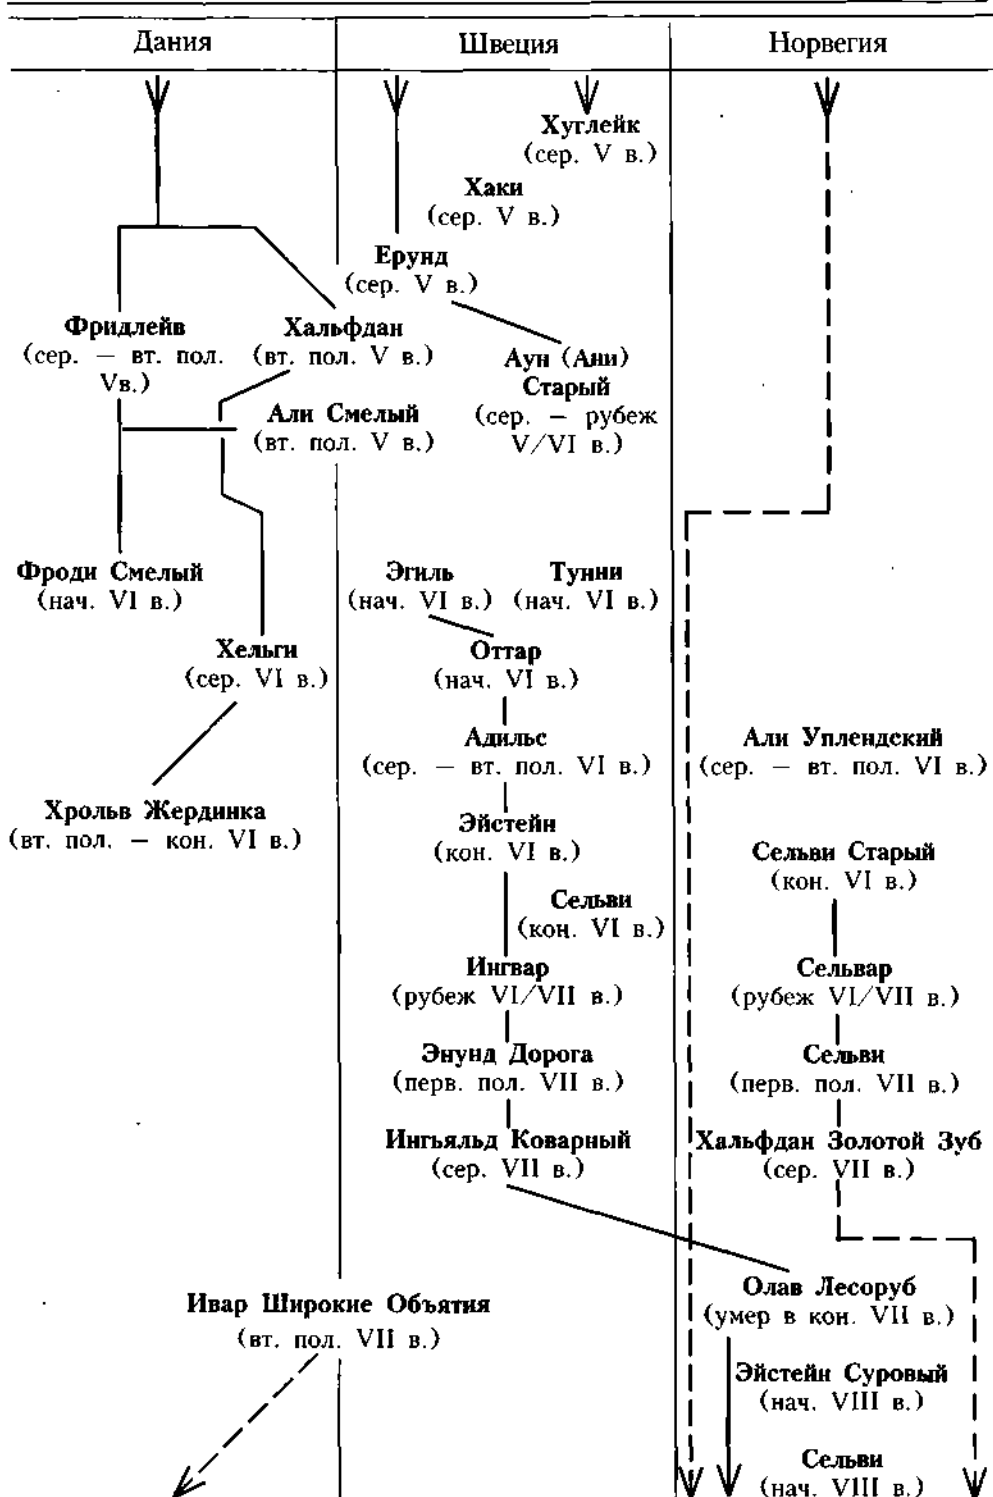 Дания Швеция Норвегия
Хуглейк
(сер. V в.)
Хаки
(сер. V в.)
Ерунд
(сер. V в.)
Фридлейв
(сер. — вт. пол.
Vв.)
Хальфдан
(вт. пол. V в.)
Аун (Ани)
Старый
(сер. — рубеж
V/VI в.)
Али Смелый
(вт. пол. V в.)
Фроди Смелый
(нач. VI в.)
Эгиль
(нач. VI в.)
Тунни
(нач. VI в.)
Хельги
(сер. VI в.)
Оттар
(нач. VI в.)
Адильс
(сер. — вт. пол. VI в.)
Али Уплендский
(сер. — вт. пол. VI в.)
Хрольв Жердинка
(вт. пол. — кон. VI в.)
Эйстейн
(кон. VI в.)
Сельви Старый
(кон. VI в.)
Сельви
(кон. VI в.)
Ингвар
(рубеж VI/VII в.)
Сельвар
(рубеж VI/VII в.)
Энунд Дорога
(перв. пол. VII в.)
Сельви
(перв. пол. VII в.)
Ингьяльд Коварный
(сер. VII в.)
Хальфдан Золотой Зуб
(сер. VII в.)
Олав Лесоруб
(умер в кон. VII в.)
Ивар Широкие Объятия
(вт. пол. VII в.)
Эйстейн Суровый
(нач. VIII в.)
Сельви
(нач. VIII в.)